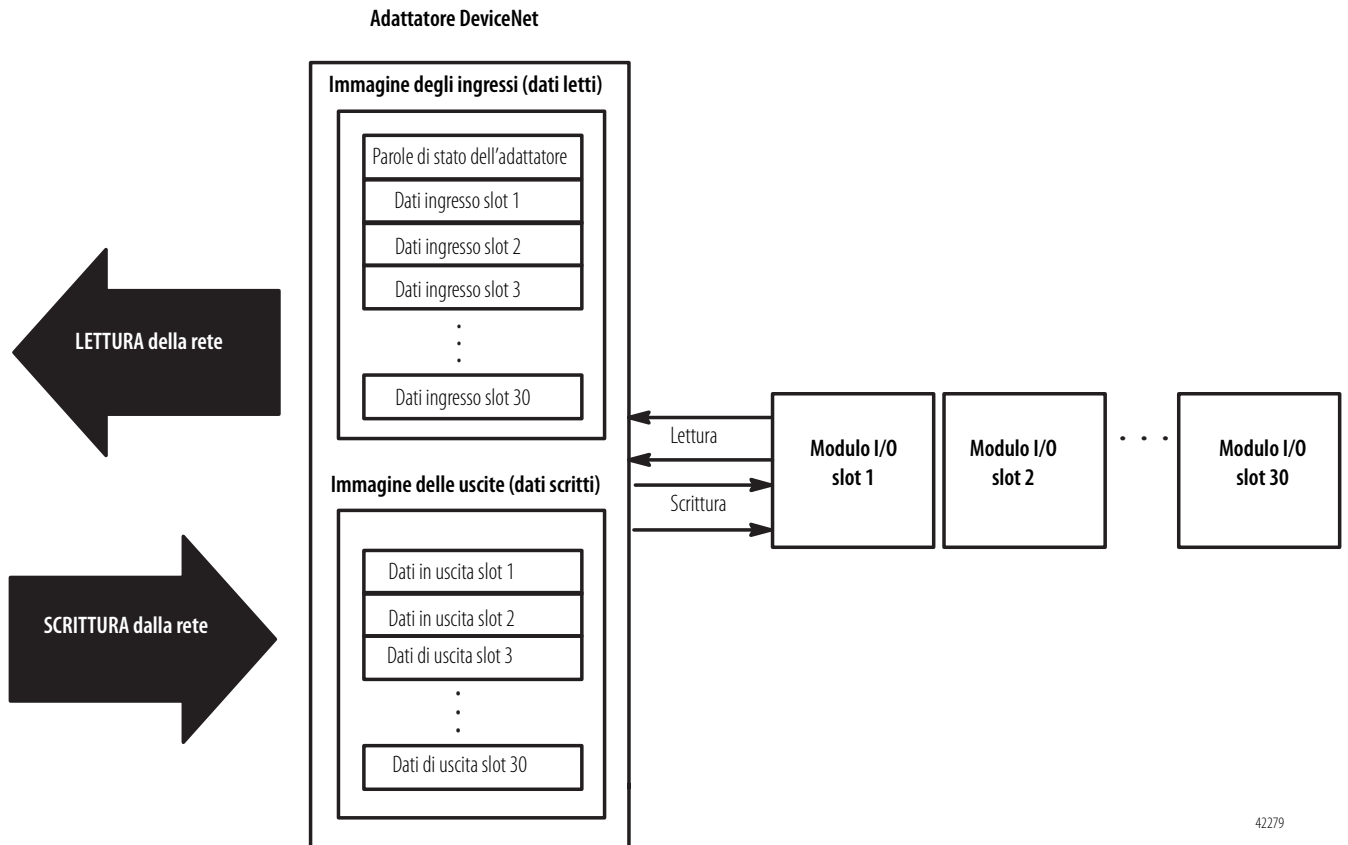 Adattatore DeviceNet
Immagine degli ingressi (dati letti)
Parole di stato dell'adattatore
Dati ingresso slot 1
Dati ingresso slot 2
Dati ingresso slot 3
Dati ingresso slot 30
LETTURA della rete
Lettura
Scrittura
Modulo I/O
slot 1
Modulo I/O
slot 2
. . .
Modulo I/O
slot 30
Immagine delle uscite (dati scritti)
Dati in uscita slot 1
Dati in uscita slot 2
Dati di uscita slot 3
Dati di uscita slot 30
SCRITTURA dalla rete
42279